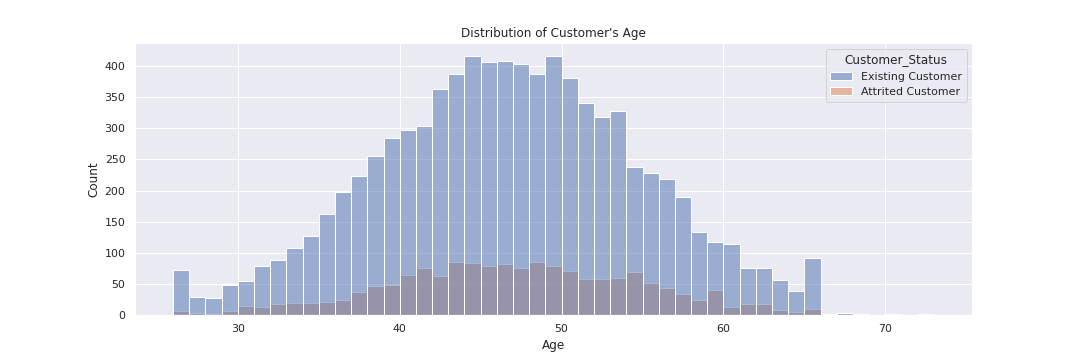 Distribution of Customer's Age
Customer_Status
Existing Customer
Attrited Customer
400
350
300
250
200
150
100
50
0
Count
30 40 50 60 70
Age